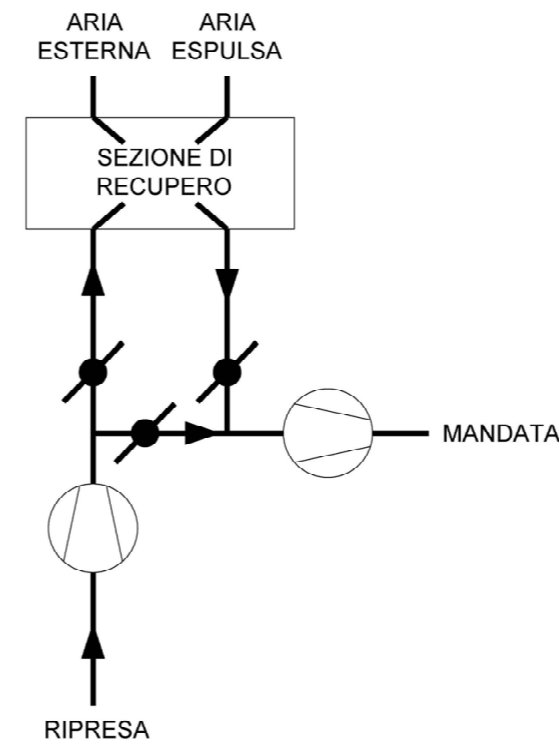 ARIA
ESTERNA
ARIA
ESPULSA
SEZIONE DI
RECUPERO
MANDATA
RIPRESA